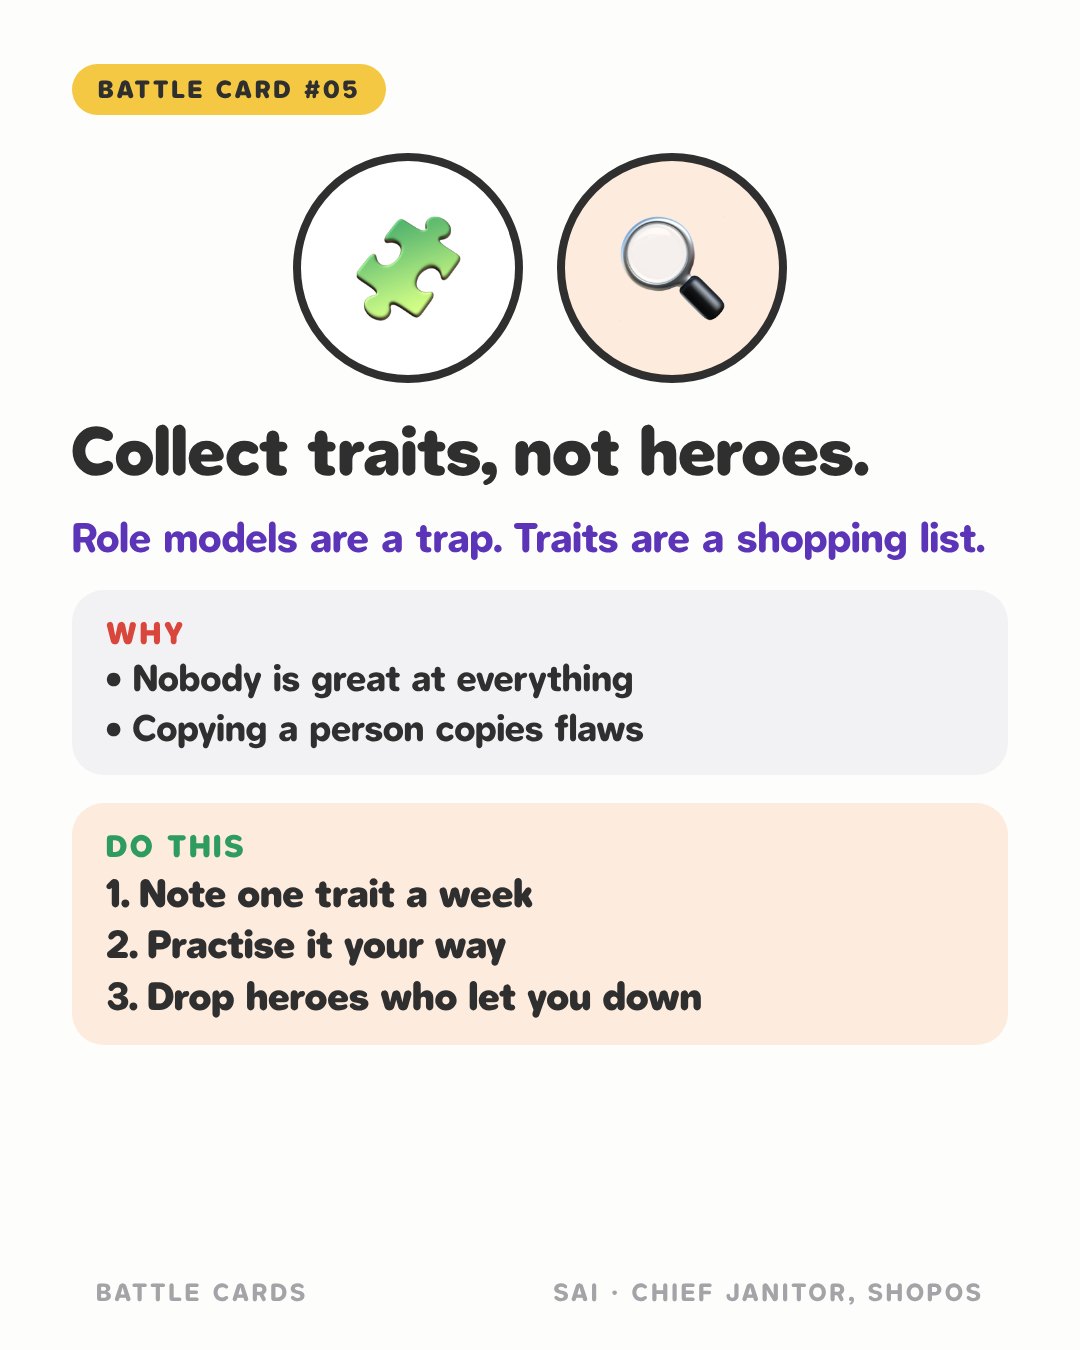 BATTLE CARD #05
Collect traits, not heroes.
Role models are a trap. Traits are a shopping list.
WHY
• Nobody is great at everything
• Copying a person copies flaws
DO THIS
1. Note one trait a week
2. Practise it your way
3. Drop heroes who let you down
BATTLE CARDS
SAI · CHIEF JANITOR, SHOPOS